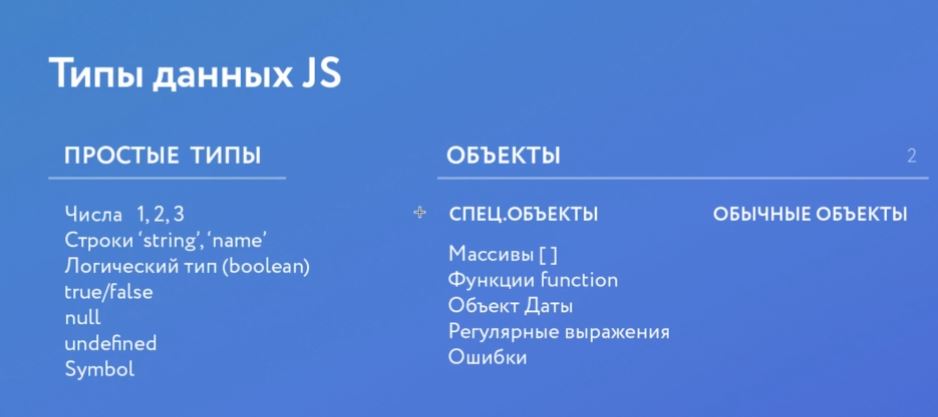 Типы данных JS
ПРОСТЫЕ ТИПЫ
Числа 1, 2, 3
Строки ‘string’, ‘name’
Логический тип (boolean)
true/false
null
undefined
Symbol
ОБЪЕКТЫ
2
СПЕЦ.ОБЪЕКТЫ
Массивы [ ]
Функции function
Объект Даты
Регулярные выражения
Ошибки
ОБЫЧНЫЕ ОБЪЕКТЫ